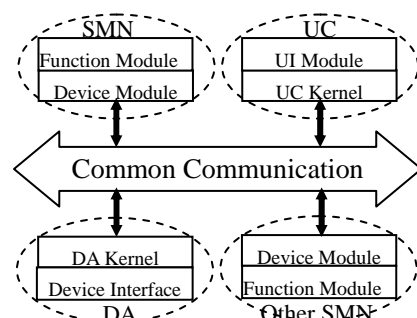 SMN
Function Module
Device Module
UC
UI Module
UC Kernel
Common Communication
DA Kernel
Device Interface
DA
Device Module
Function Module
Other SMN